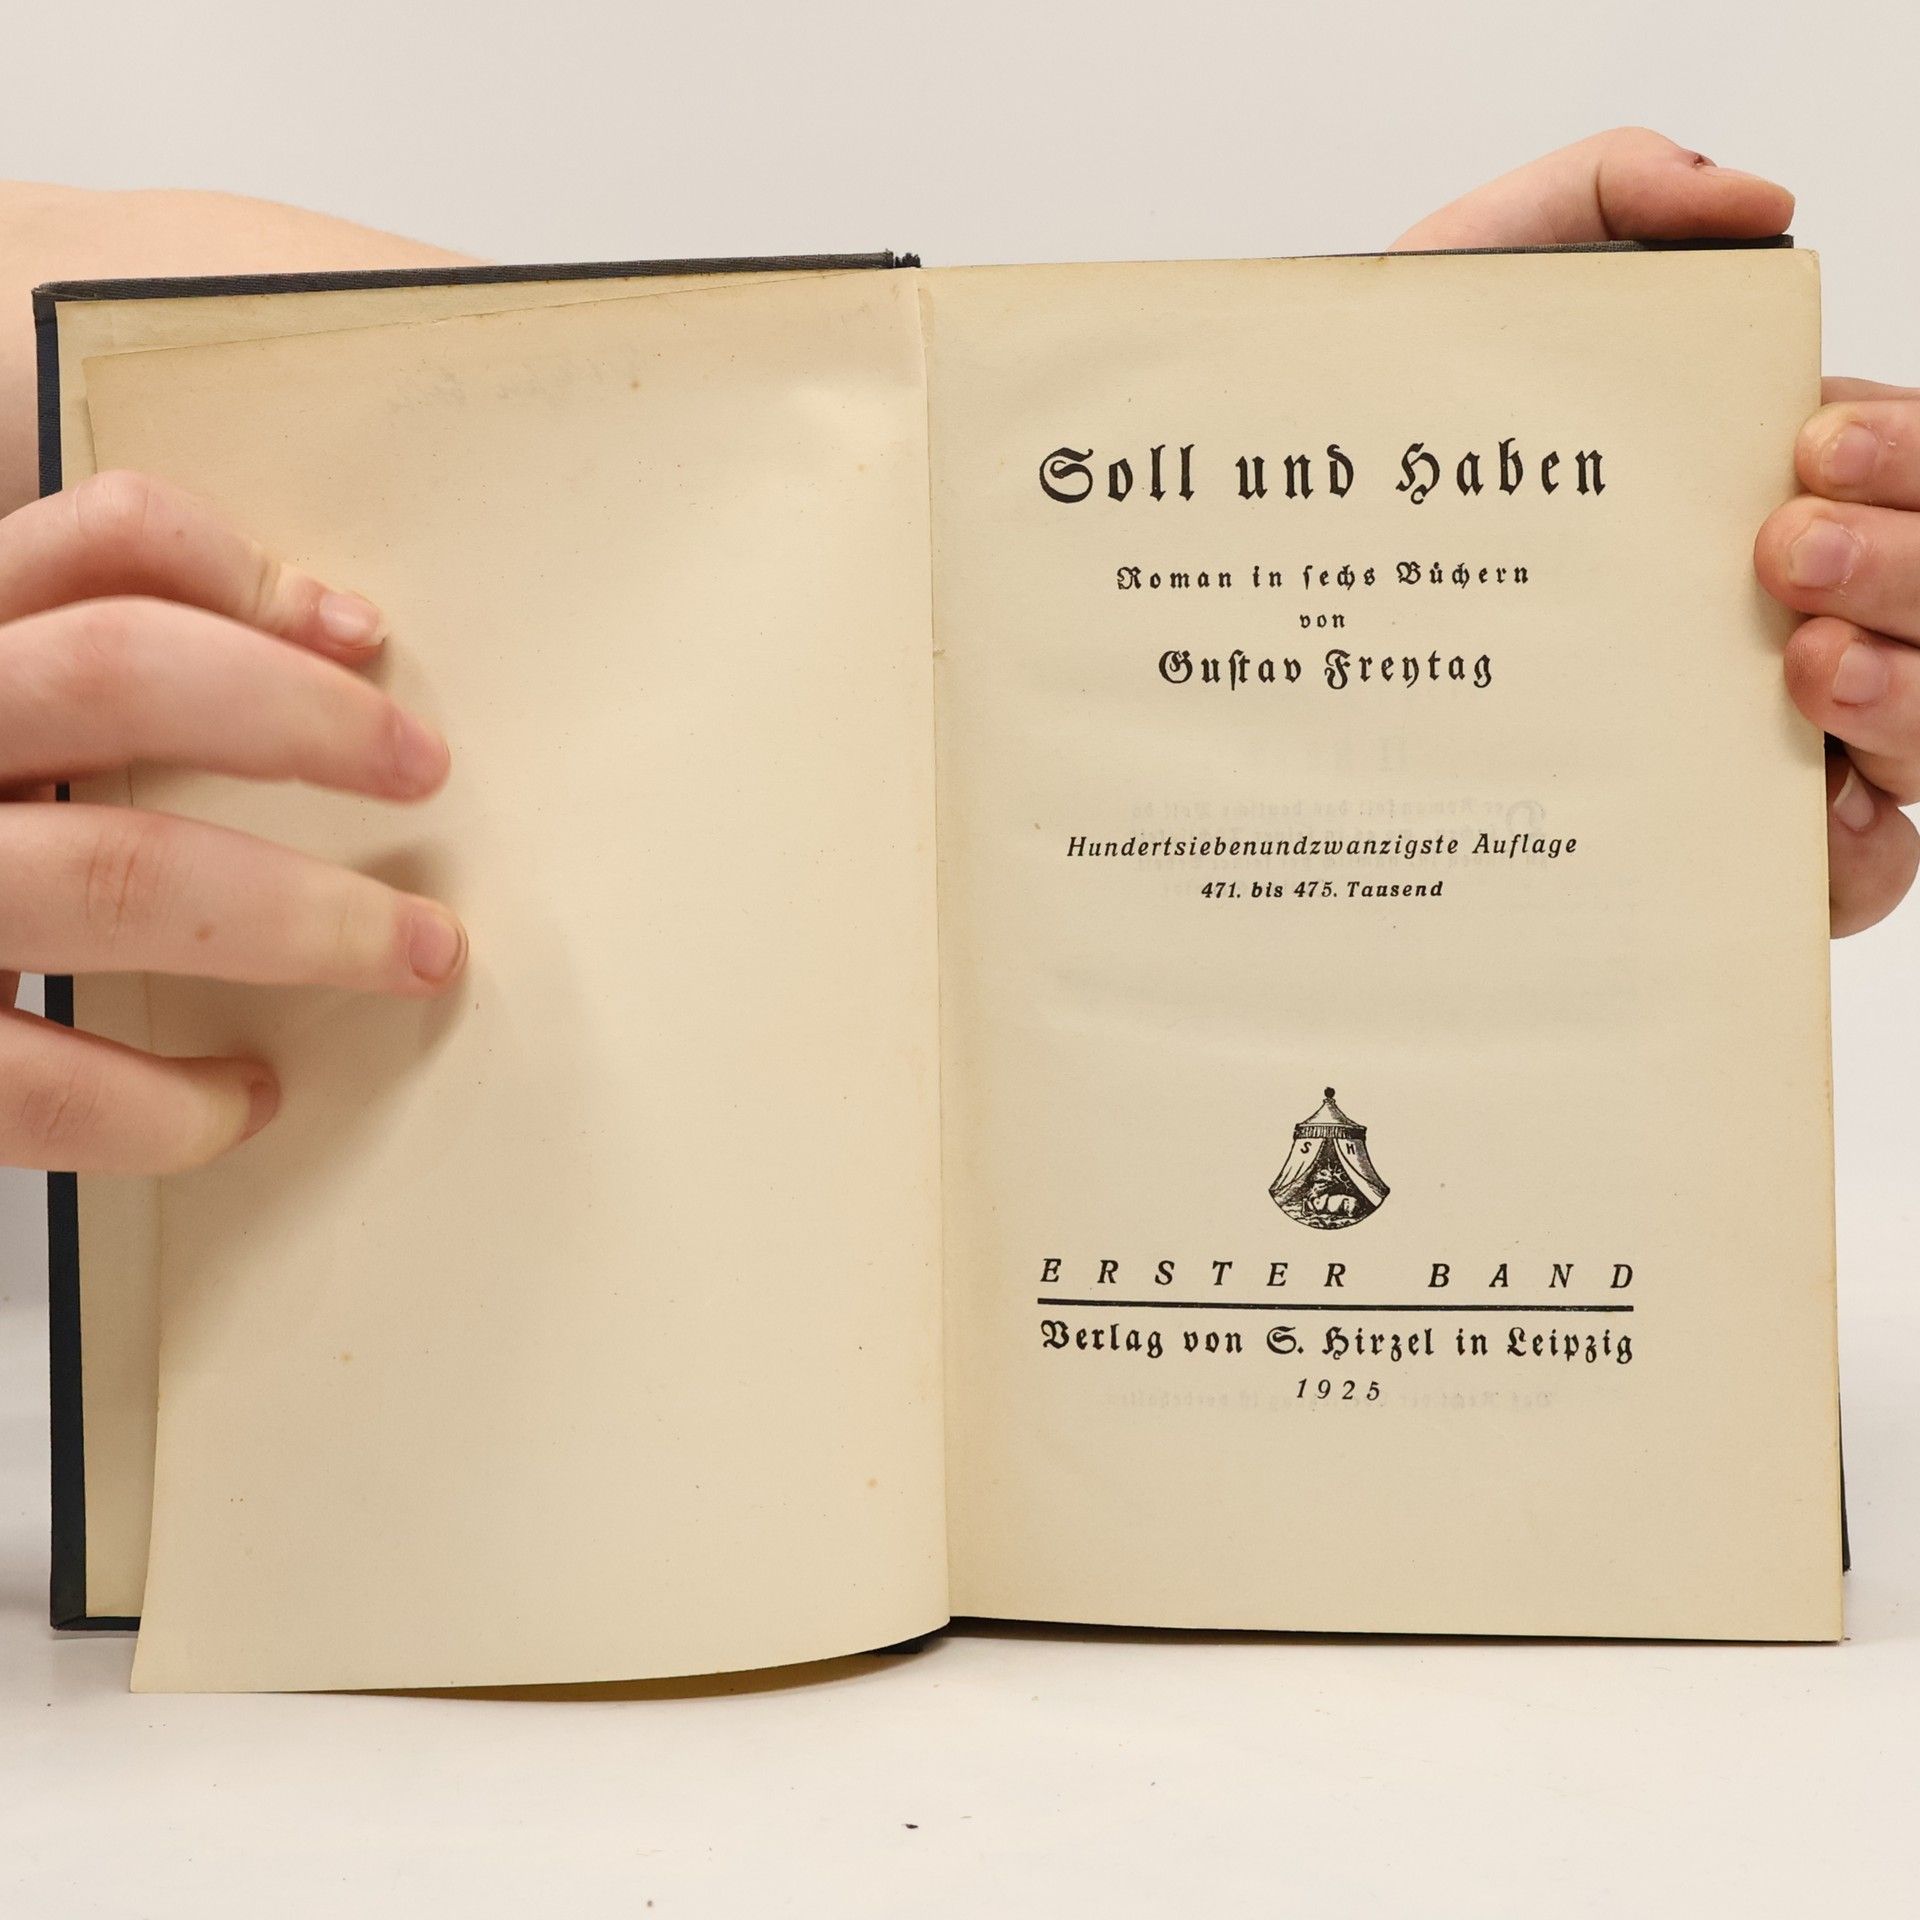 Soll und Haben
Roman in sechs Büchern
von
Gustav Freytag
Hundertsiebenundzwanzigste Auflage
471. bis 475. Tausend
S H
ERSTER BAND
Verlag von S. Hirzel in Leipzig
1925